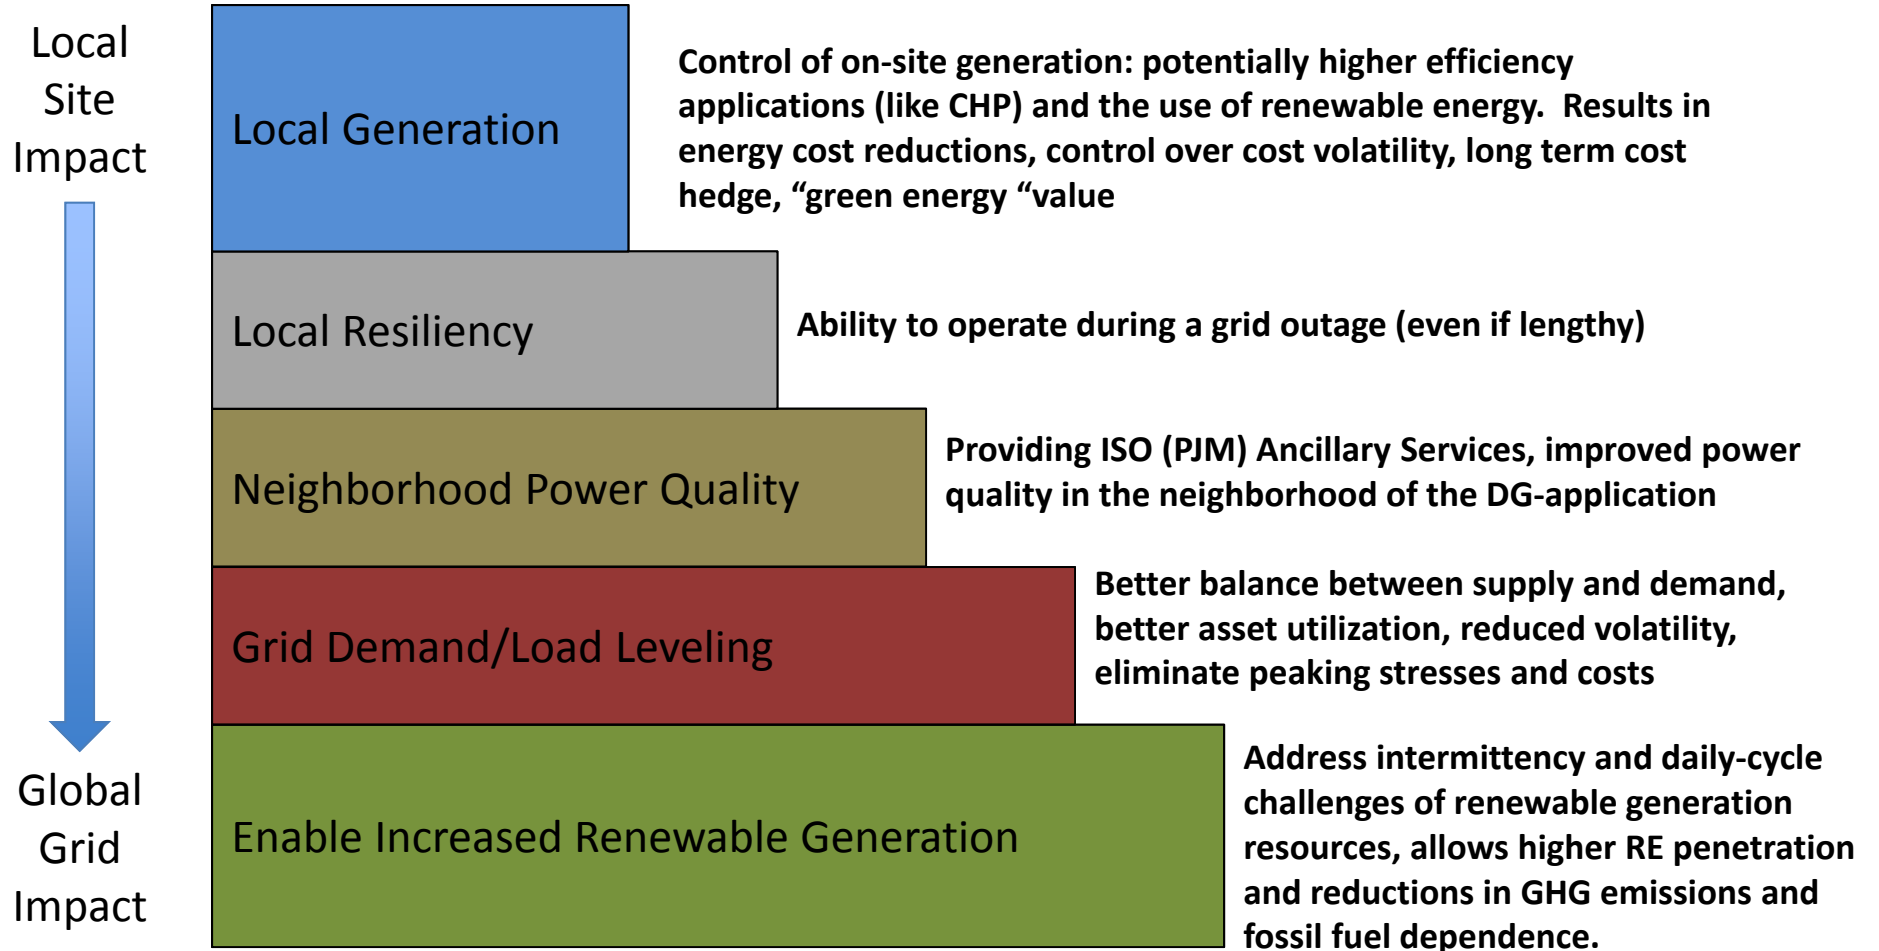 Local
Site
Impact
Local Generation
Control of on-site generation: potentially higher efficiency
applications (like CHP) and the use of renewable energy.  Results in
energy cost reductions, control over cost volatility, long term cost
hedge, “green energy “value
Local Resiliency
Ability to operate during a grid outage (even if lengthy)
Neighborhood Power Quality
Providing ISO (PJM) Ancillary Services, improved power
quality in the neighborhood of the DG-application
Grid Demand/Load Leveling
Better balance between supply and demand,
better asset utilization, reduced volatility,
eliminate peaking stresses and costs
Global
Grid
Impact
Enable Increased Renewable Generation
Address intermittency and daily-cycle
challenges of renewable generation
resources, allows higher RE penetration
and reductions in GHG emissions and
fossil fuel dependence.